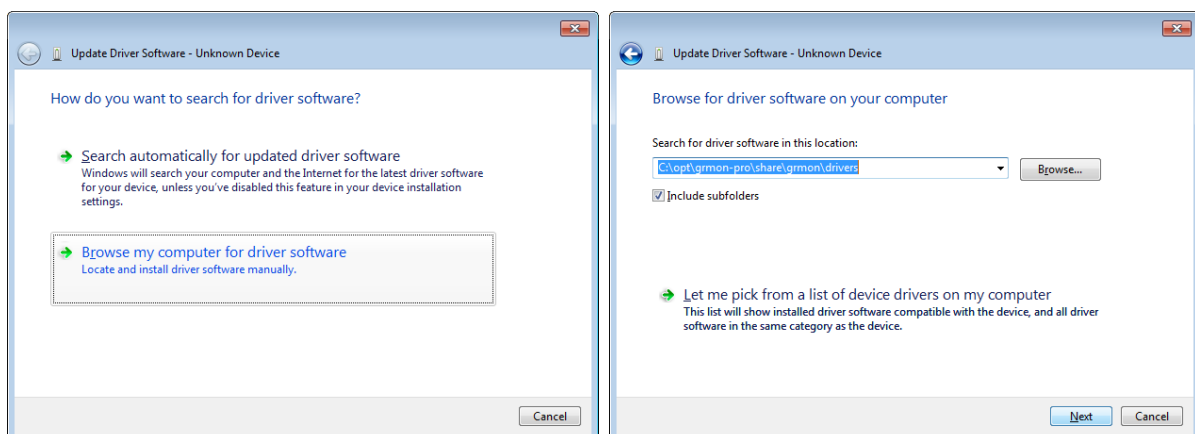 Update Driver Software - Unknown Device
How do you want to search for driver software?
Search automatically for updated driver software
Windows will search your computer and the Internet for the latest driver software
for your device, unless you've disabled this feature in your device installation
settings.
Browse my computer for driver software
Locate and install driver software manually.
Cancel
Update Driver Software - Unknown Device
Browse for driver software on your computer
Search for driver software in this location:
C:\opt\grmon-pro\share\grmon\drivers
Browse...
Include subfolders
Let me pick from a list of device drivers on my computer
This list will show installed driver software compatible with the device, and all driver
software in the same category as the device.
Next
Cancel